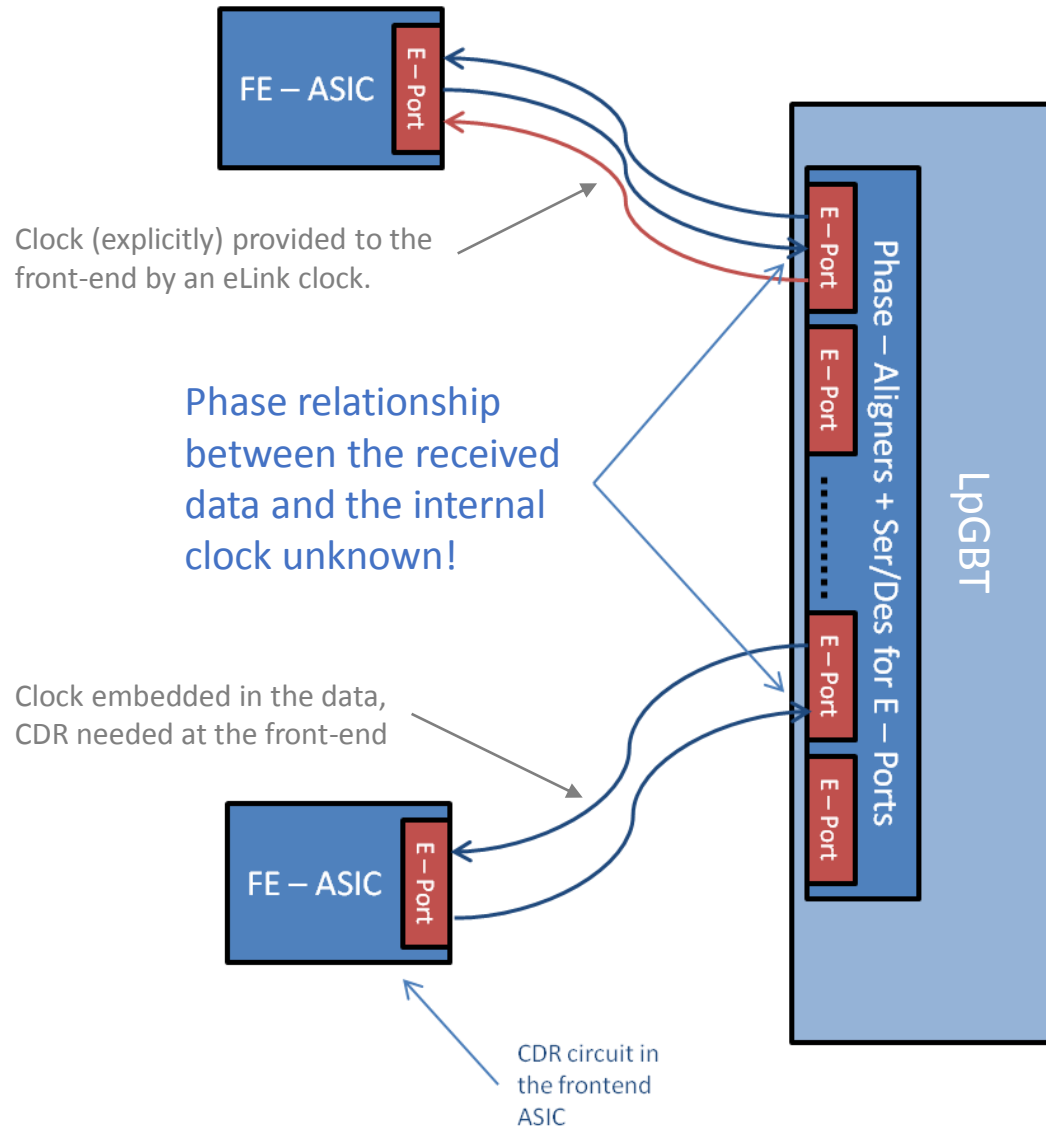 FE – ASIC
E – Port
Clock (explicitly) provided to the
front-end by an eLink clock.
Phase relationship
between the received
data and the internal
clock unknown!
Clock embedded in the data,
CDR needed at the front-end
FE – ASIC
E – Port
CDR circuit in
the frontend
ASIC
E – Port
E – Port
E – Port
E – Port
Phase – Aligners + Ser/Des for E – Ports
LpGBT